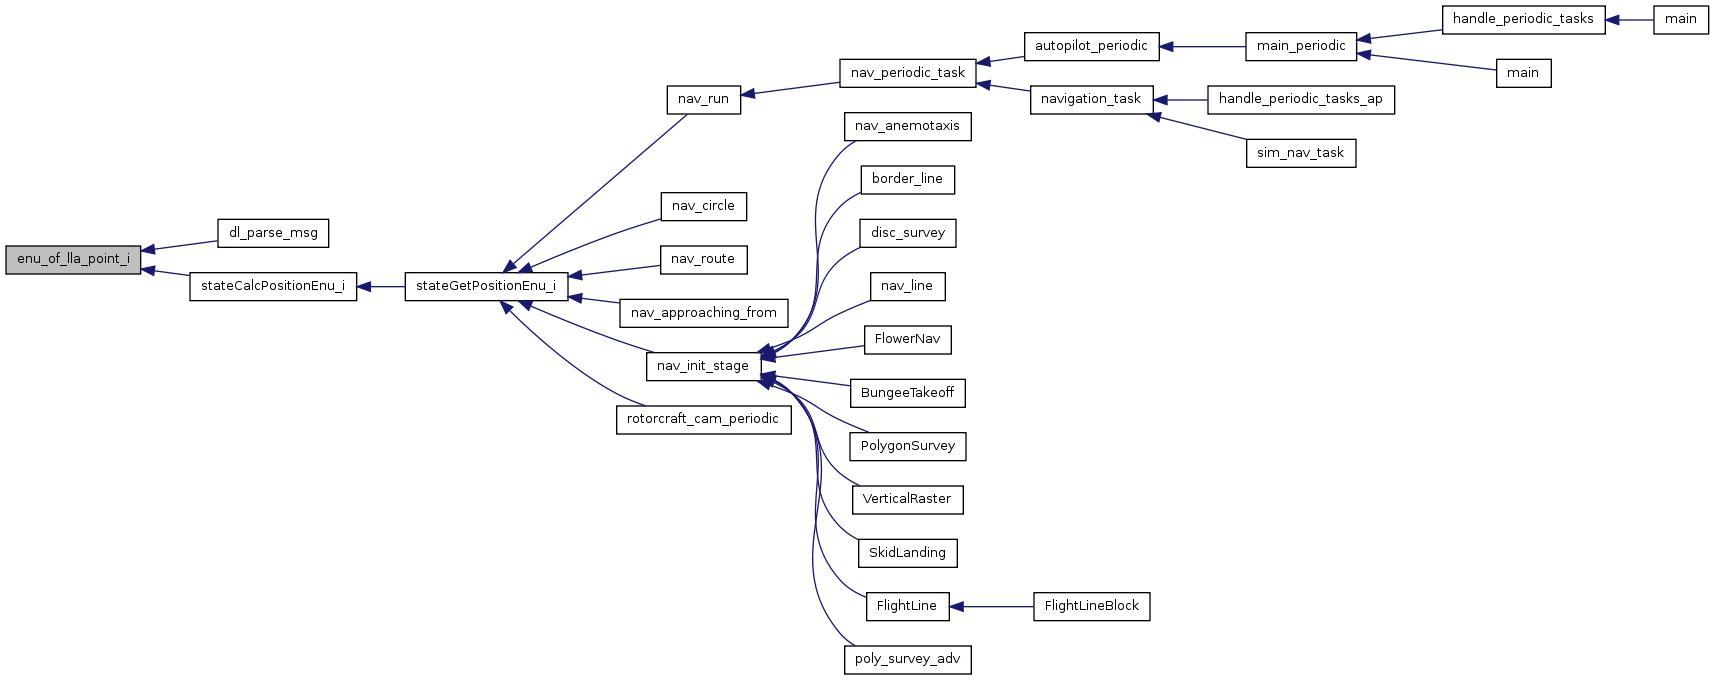 handle_periodic_tasks
main
autopilot_periodic
main_periodic
nav_periodic_task
main
nav_run
navigation_task
handle_periodic_tasks_ap
nav_anemotaxis
sim_nav_task
border_line
nav_circle
dl_parse_msg
disc_survey
enu_of_lla_point_i
nav_route
stateCalcPositionEnu_i
stateGetPositionEnu_i
nav_line
nav_approaching_from
FlowerNav
nav_init_stage
BungeeTakeoff
rotorcraft_cam_periodic
PolygonSurvey
VerticalRaster
SkidLanding
FlightLine
FlightLineBlock
poly_survey_adv